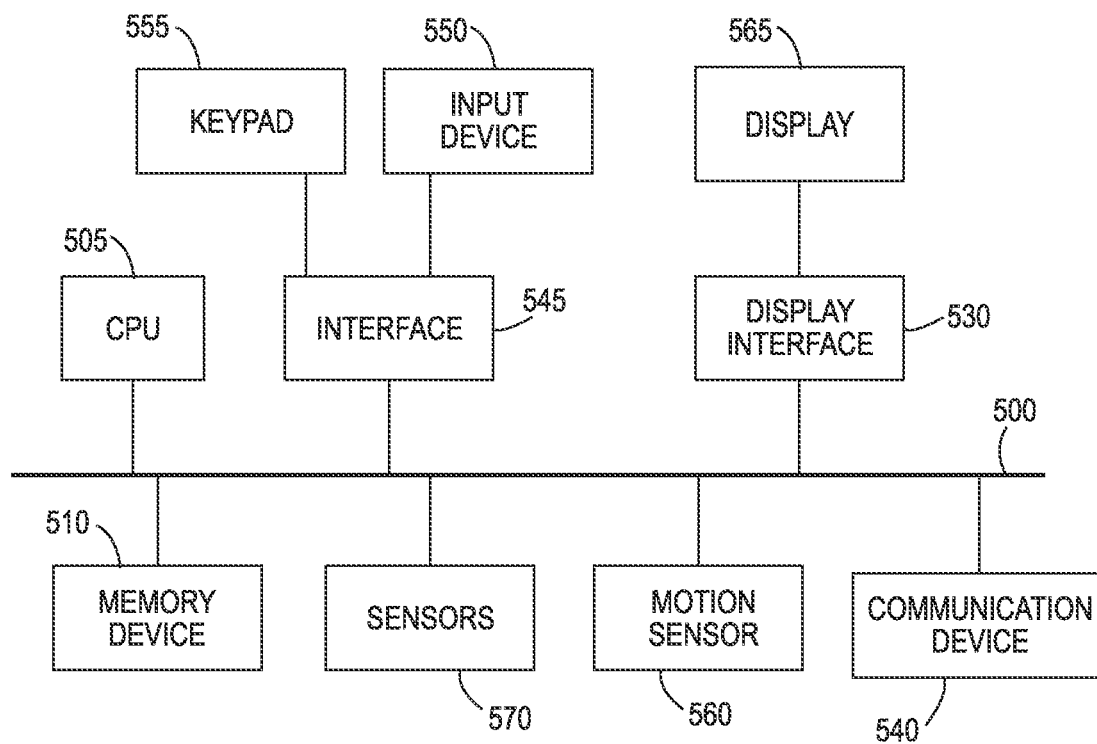 555
550
565
KEYPAD
INPUT
DEVICE
DISPLAY
505
CPU
INTERFACE
545
DISPLAY
INTERFACE
530
500
510
MEMORY
DEVICE
SENSORS
570
MOTION
SENSOR
560
COMMUNICATION
DEVICE
540